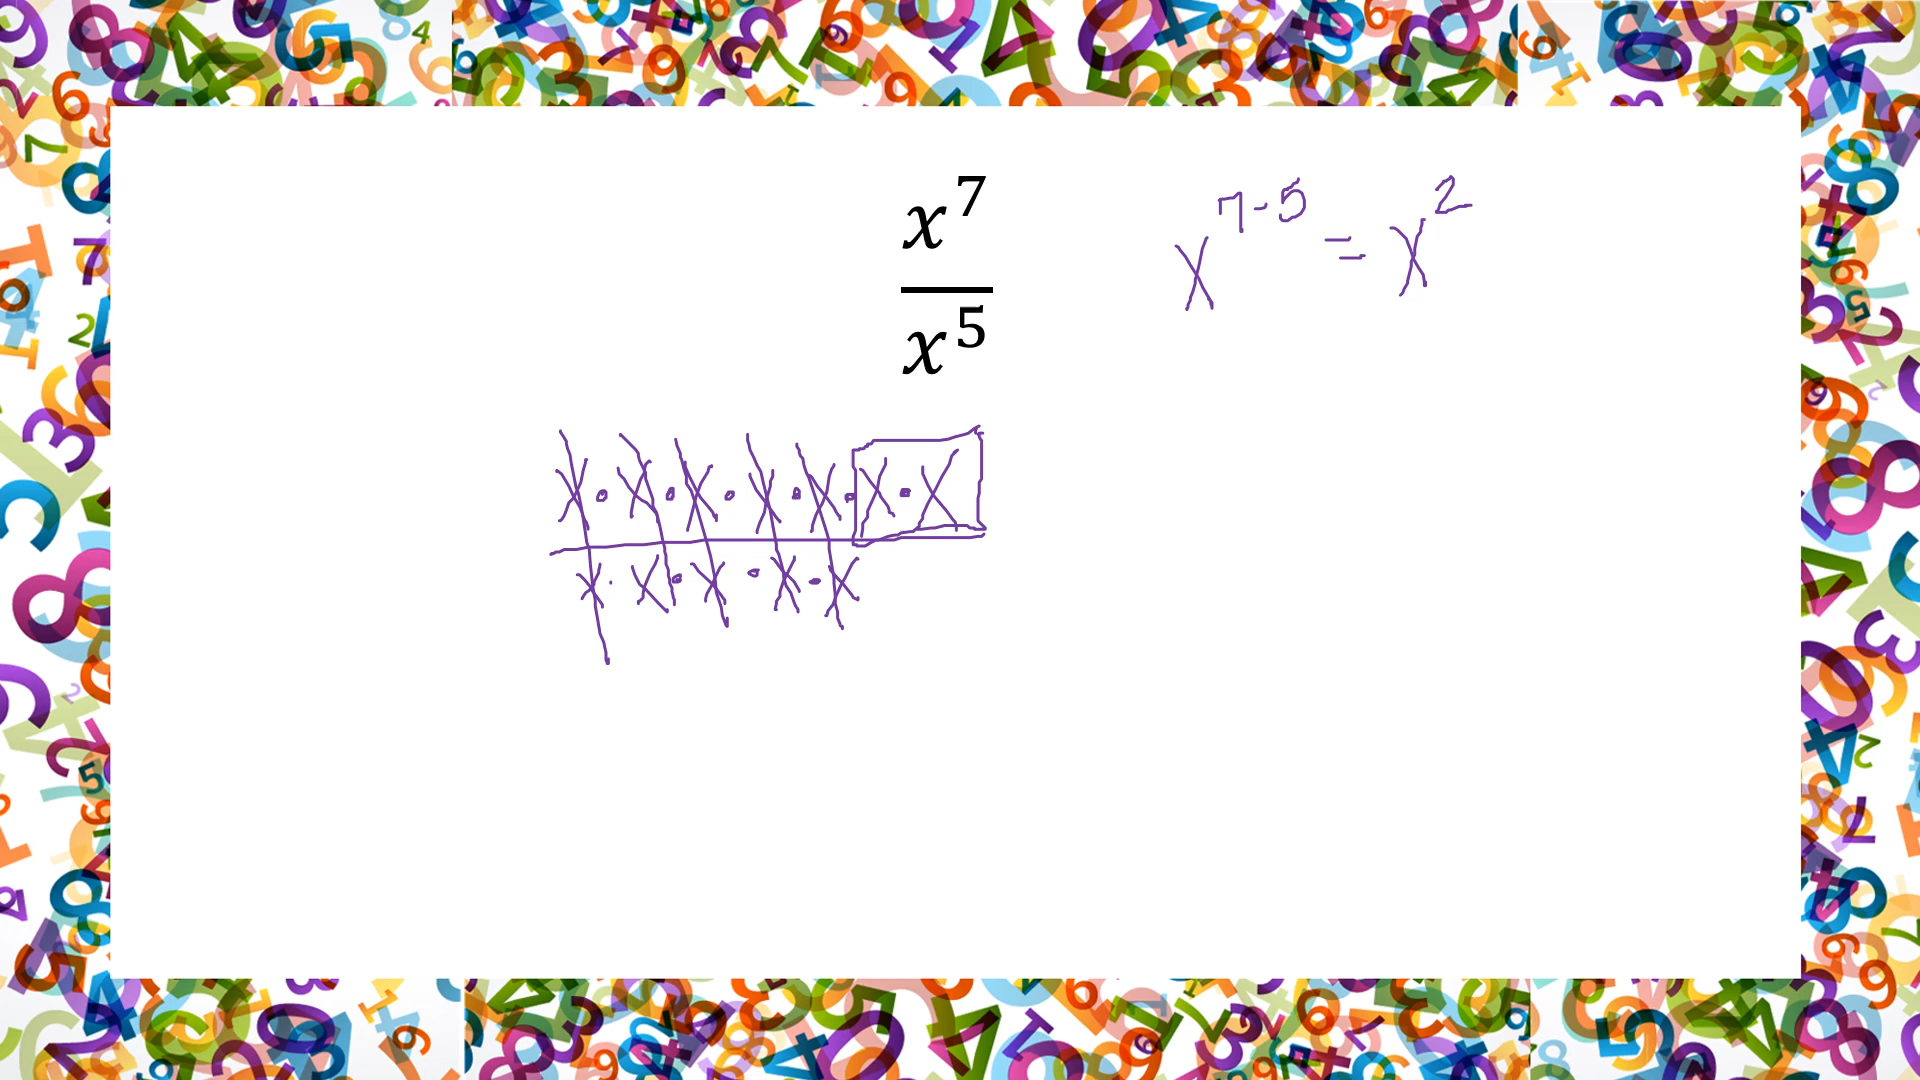 x^7 / x^5
x^{7-5} = x^2
x · x · x · x · x · x · x
x · x · x · x · x